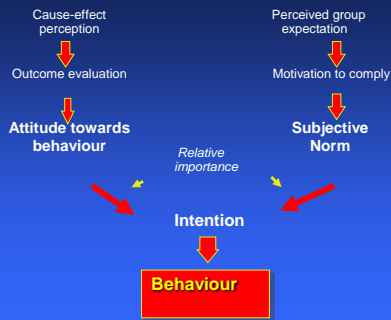 Cause-effect
perception
Perceived group
expectation
Outcome evaluation
Motivation to comply
Attitude towards
behaviour
Subjective
Norm
Relative
importance
Intention
Behaviour